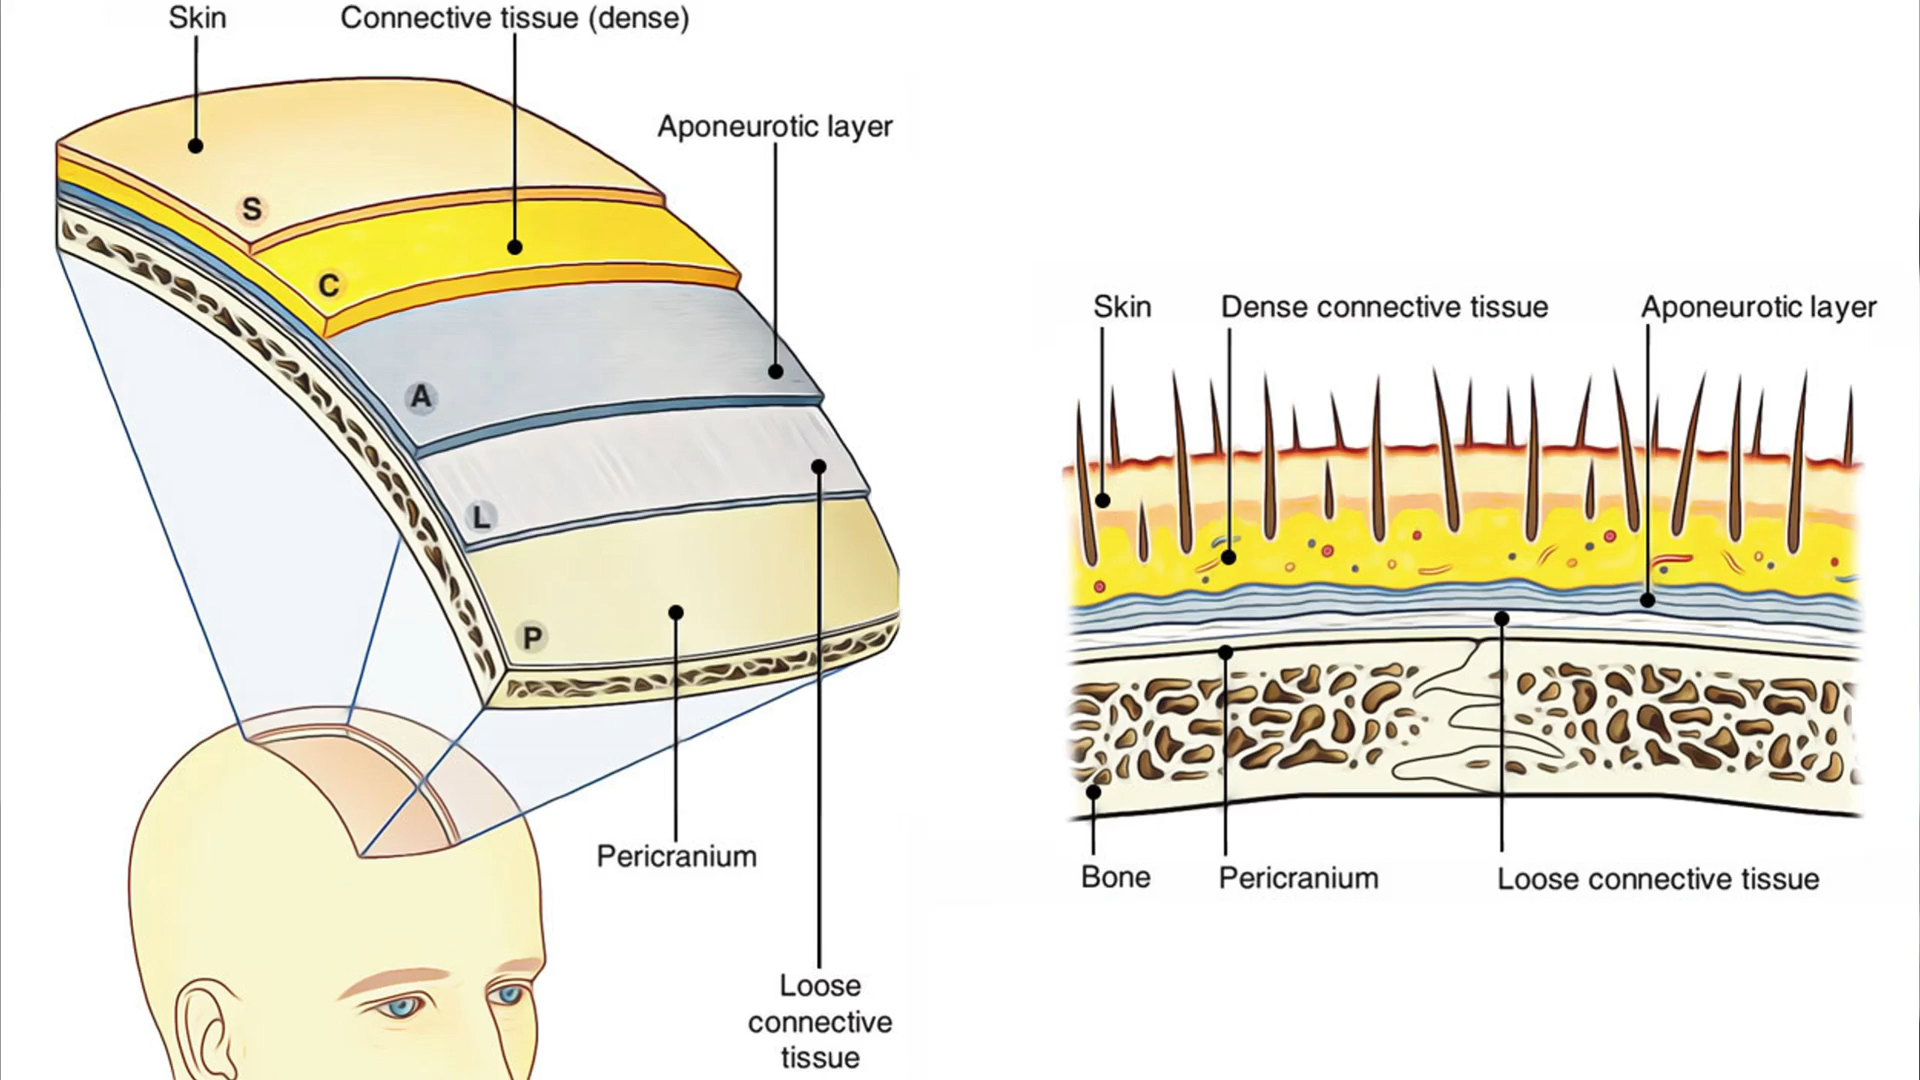 Skin
Connective tissue (dense)
Aponeurotic layer
S
C
A
L
P
Pericranium
Loose
connective
tissue
Skin
Dense connective tissue
Aponeurotic layer
Bone
Pericranium
Loose connective tissue